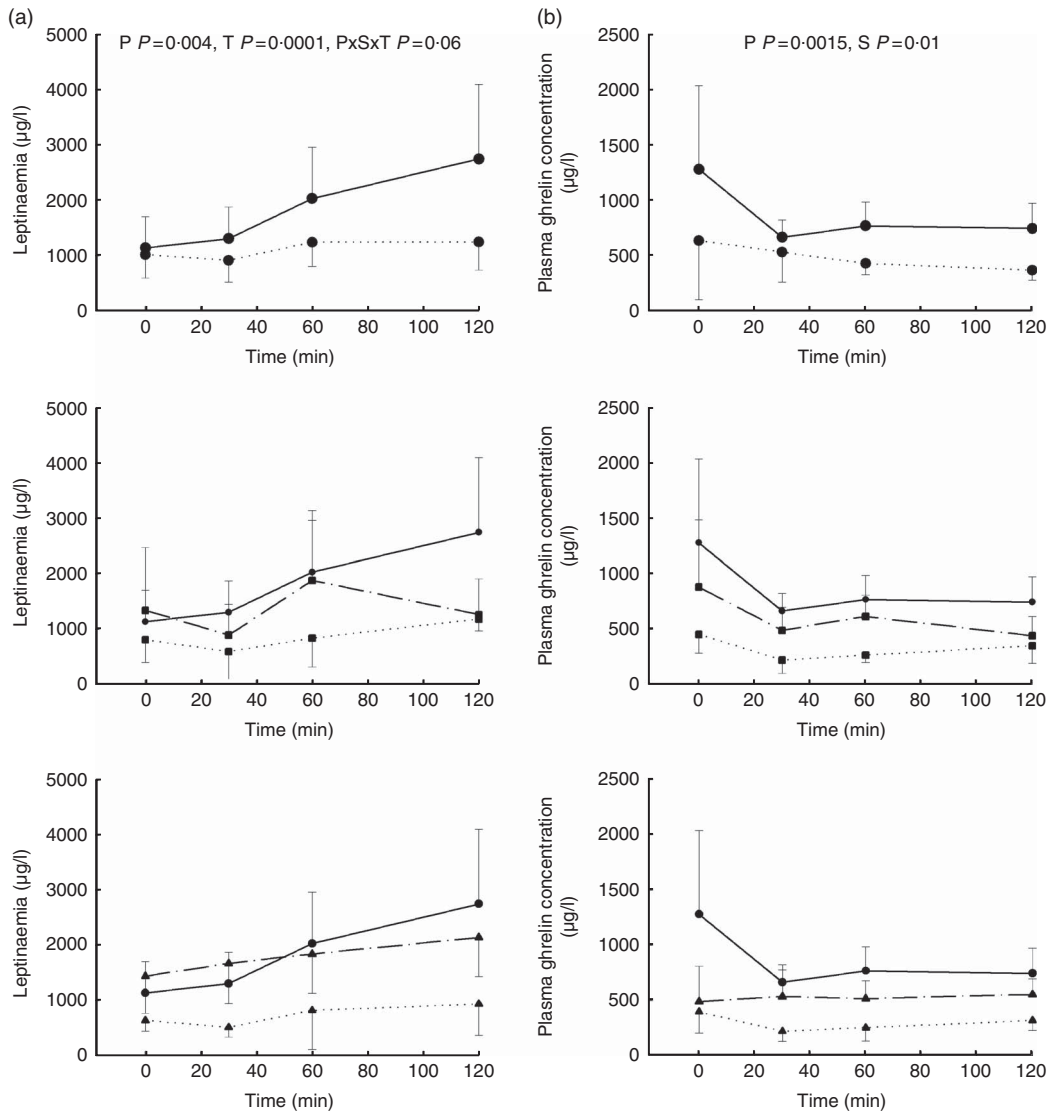 (a)
P P=0·004, T P=0·0001, PxSxT P=0·06
5000
4000
3000
2000
1000
0
Leptinaemia (µg/l)
0 20 40 60 80 100 120
Time (min)
(b)
P P=0·0015, S P=0·01
2500
2000
1500
1000
500
0
Plasma ghrelin concentration
(µg/l)
0 20 40 60 80 100 120
Time (min)
5000
4000
3000
2000
1000
0
Leptinaemia (µg/l)
0 20 40 60 80 100 120
Time (min)
2500
2000
1500
1000
500
0
Plasma ghrelin concentration
(µg/l)
0 20 40 60 80 100 120
Time (min)
5000
4000
3000
2000
1000
0
Leptinaemia (µg/l)
0 20 40 60 80 100 120
Time (min)
2500
2000
1500
1000
500
0
Plasma ghrelin concentration
(µg/l)
0 20 40 60 80 100 120
Time (min)